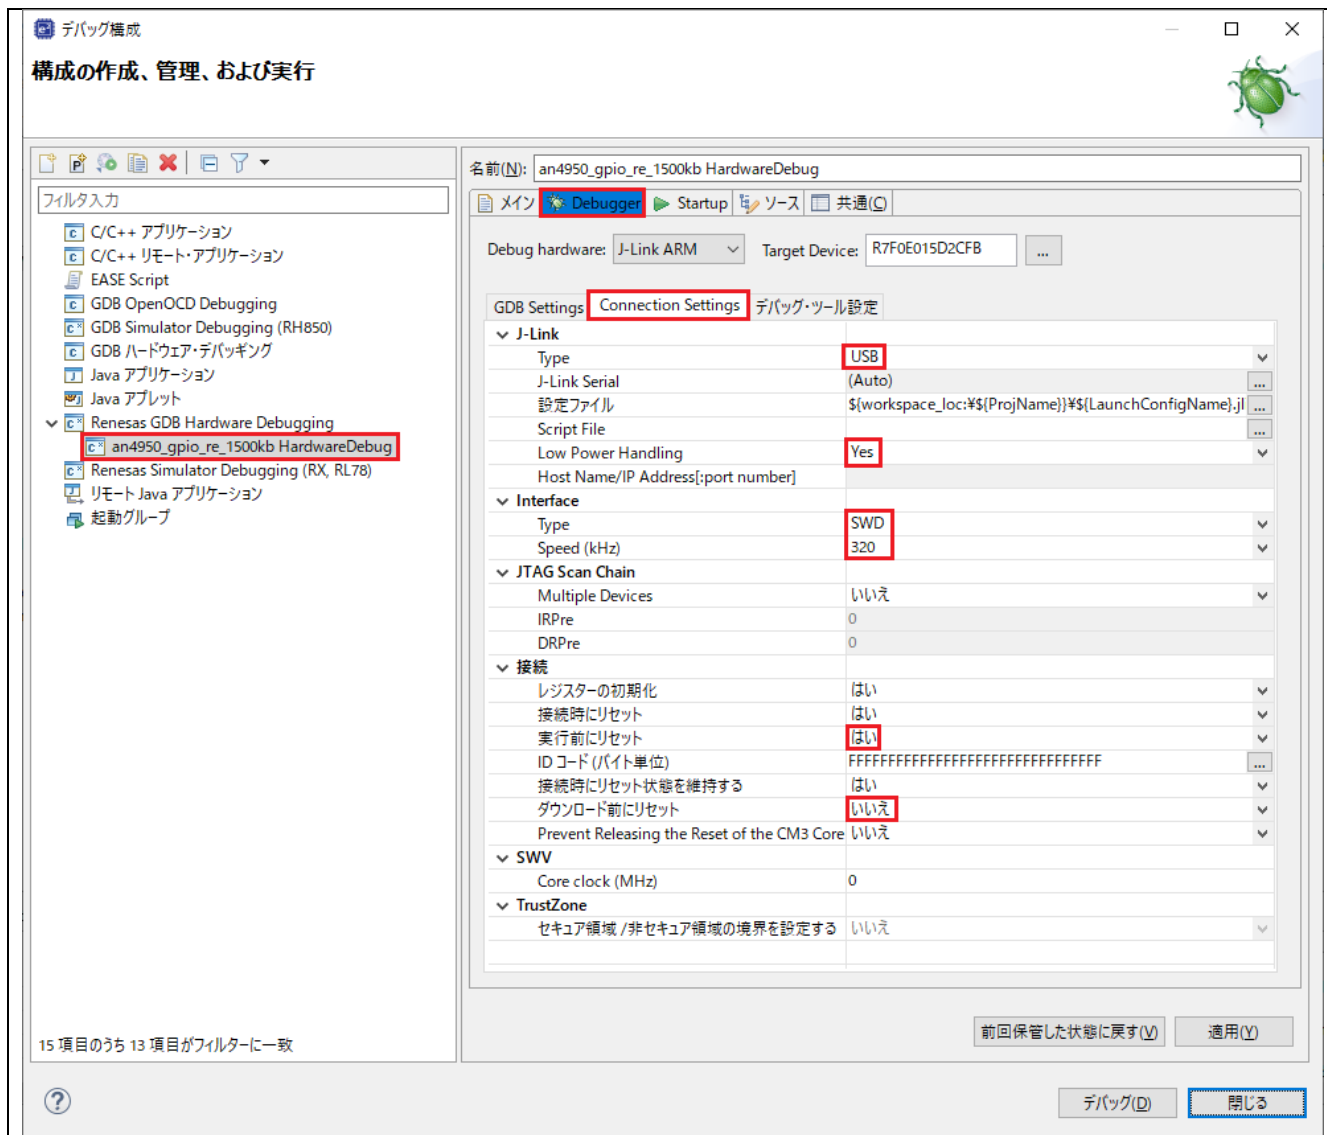 デバッグ構成
構成の作成、管理、および実行
名前(N): an4950_gpio_re_1500kb HardwareDebug
フィルタ入力
C/C++ アプリケーション
C/C++ リモート・アプリケーション
EASE Script
GDB OpenOCD Debugging
GDB Simulator Debugging (RH850)
GDB ハードウェア・デバッギング
Java アプリケーション
Java アプレット
Renesas GDB Hardware Debugging
an4950_gpio_re_1500kb HardwareDebug
Renesas Simulator Debugging (RX, RL78)
リモート Java アプリケーション
起動グループ
15 項目のうち 13 項目がフィルターに一致
メイン Debugger Startup ソース 共通(C)
Debug hardware: J-Link ARM Target Device: R7F0E015D2CFB ...
GDB Settings Connection Settings デバッグ・ツール設定
J-Link
Type USB
J-Link Serial (Auto) ...
設定ファイル ${workspace_loc:¥${ProjName}}¥${LaunchConfigName}.jl ...
Script File ...
Low Power Handling Yes
Host Name/IP Address[:port number]
Interface
Type SWD
Speed (kHz) 320
JTAG Scan Chain
Multiple Devices いいえ
IRPre 0
DRPre 0
接続
レジスターの初期化 はい
接続時にリセット はい
実行前にリセット はい
ID コード (バイト単位) FFFFFFFFFFFFFFFFFFFFFFFFFFFFFFFF ...
接続時にリセット状態を維持する はい
ダウンロード前にリセット いいえ
Prevent Releasing the Reset of the CM3 Core いいえ
SWV
Core clock (MHz) 0
TrustZone
セキュア領域 /非セキュア領域の境界を設定する いいえ
前回保管した状態に戻す(V) 適用(Y)
デバッグ(D) 閉じる